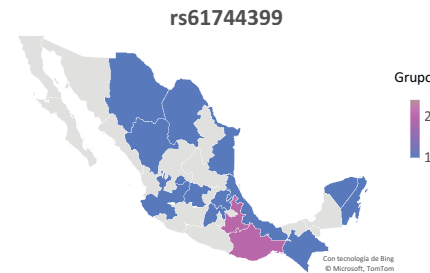 rs61744399
Grupo
2
1
Con tecnología de Bing
© Microsoft, TomTom